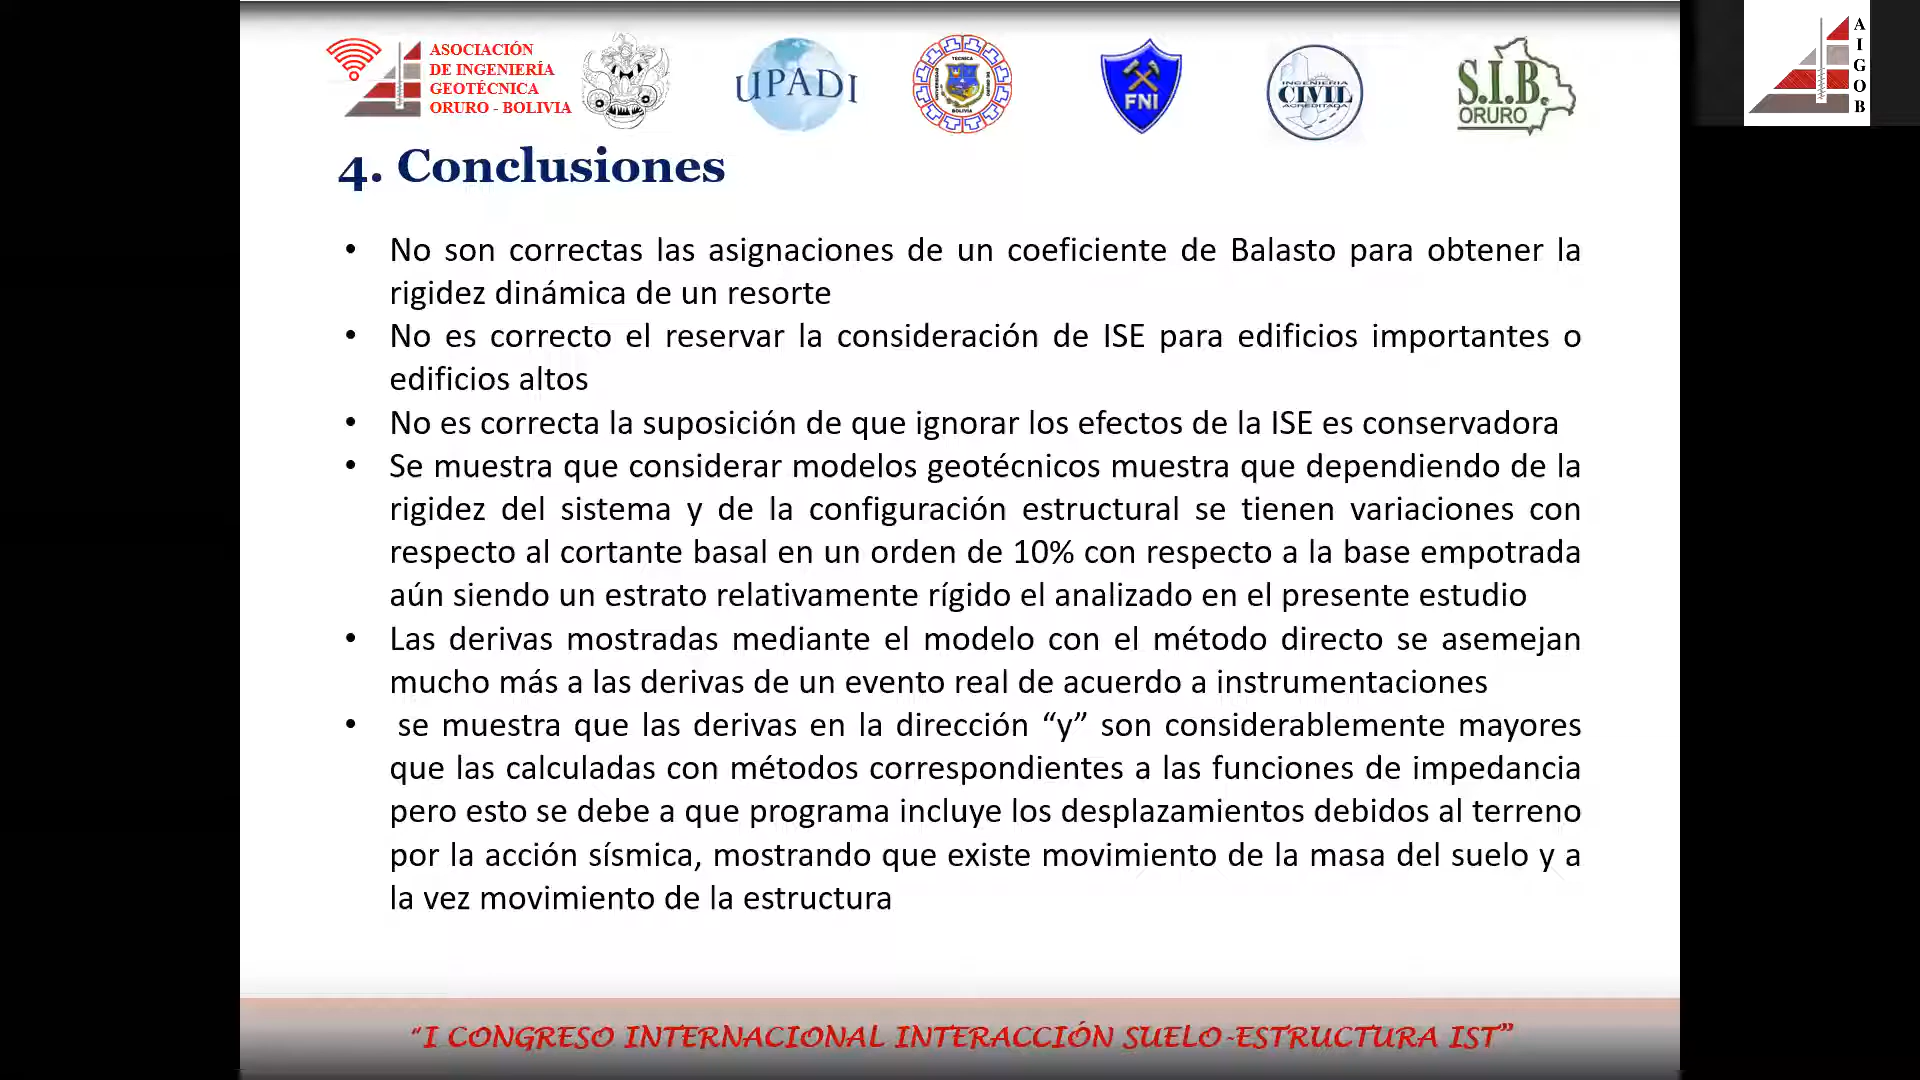 ASOCIACIÓN
DE INGENIERÍA
GEOTÉCNICA
ORURO - BOLIVIA
UPADI
FNI
INGENIERIA
CIVIL
ACREDITADA
S.I.B.
ORURO
A
I
G
O
B
4. Conclusiones
• No son correctas las asignaciones de un coeficiente de Balasto para obtener la
rigidez dinámica de un resorte
• No es correcto el reservar la consideración de ISE para edificios importantes o
edificios altos
• No es correcta la suposición de que ignorar los efectos de la ISE es conservadora
• Se muestra que considerar modelos geotécnicos muestra que dependiendo de la
rigidez del sistema y de la configuración estructural se tienen variaciones con
respecto al cortante basal en un orden de 10% con respecto a la base empotrada
aún siendo un estrato relativamente rígido el analizado en el presente estudio
• Las derivas mostradas mediante el modelo con el método directo se asemejan
mucho más a las derivas de un evento real de acuerdo a instrumentaciones
• se muestra que las derivas en la dirección “y” son considerablemente mayores
que las calculadas con métodos correspondientes a las funciones de impedancia
pero esto se debe a que programa incluye los desplazamientos debidos al terreno
por la acción sísmica, mostrando que existe movimiento de la masa del suelo y a
la vez movimiento de la estructura
“I CONGRESO INTERNACIONAL INTERACCIÓN SUELO-ESTRUCTURA IST”